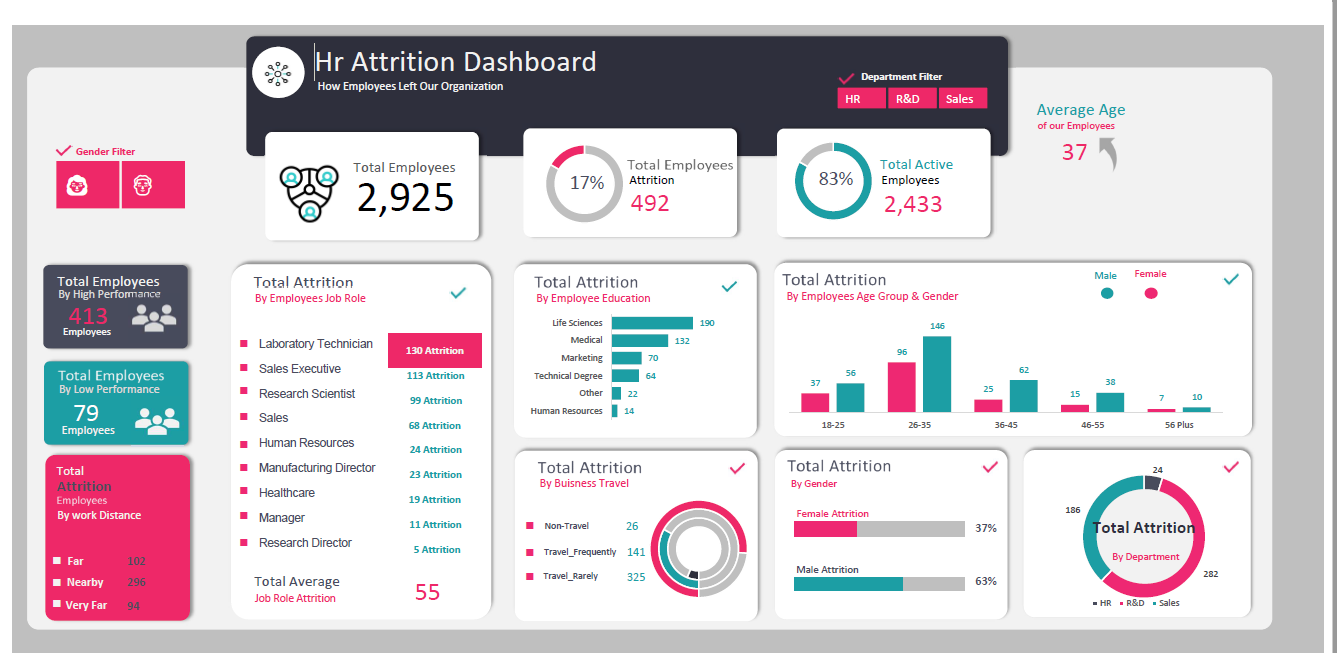 Hr Attrition Dashboard
How Employees Left Our Organization
Department Filter
HR
R&D
Sales
Average Age
of our Employees
37
Gender Filter
Total Employees
2,925
17%
Total Employees
Attrition
492
83%
Total Active
Employees
2,433
Total Employees
By High Performance
413
Employees
Total Employees
By Low Performance
79
Employees
Total
Attrition
Employees
By work Distance
Far 102
Nearby 296
Very Far 94
Total Attrition
By Employees Job Role
Laboratory Technician 130 Attrition
Sales Executive 113 Attrition
Research Scientist 99 Attrition
Sales 68 Attrition
Human Resources 24 Attrition
Manufacturing Director 23 Attrition
Healthcare 19 Attrition
Manager 11 Attrition
Research Director 5 Attrition
Total Average
Job Role Attrition
55
Total Attrition
By Employee Education
Life Sciences 190
Medical 132
Marketing 70
Technical Degree 64
Other 22
Human Resources 14
Total Attrition
By Employees Age Group & Gender
Male Female
37 56 96 146 25 62 15 38 7 10
18-25 26-35 36-45 46-55 56 Plus
Total Attrition
By Buisness Travel
Non-Travel 26
Travel_Frequently 141
Travel_Rarely 325
Total Attrition
By Gender
Female Attrition
37%
Male Attrition
63%
24
186
Total Attrition
By Department
282
HR R&D Sales